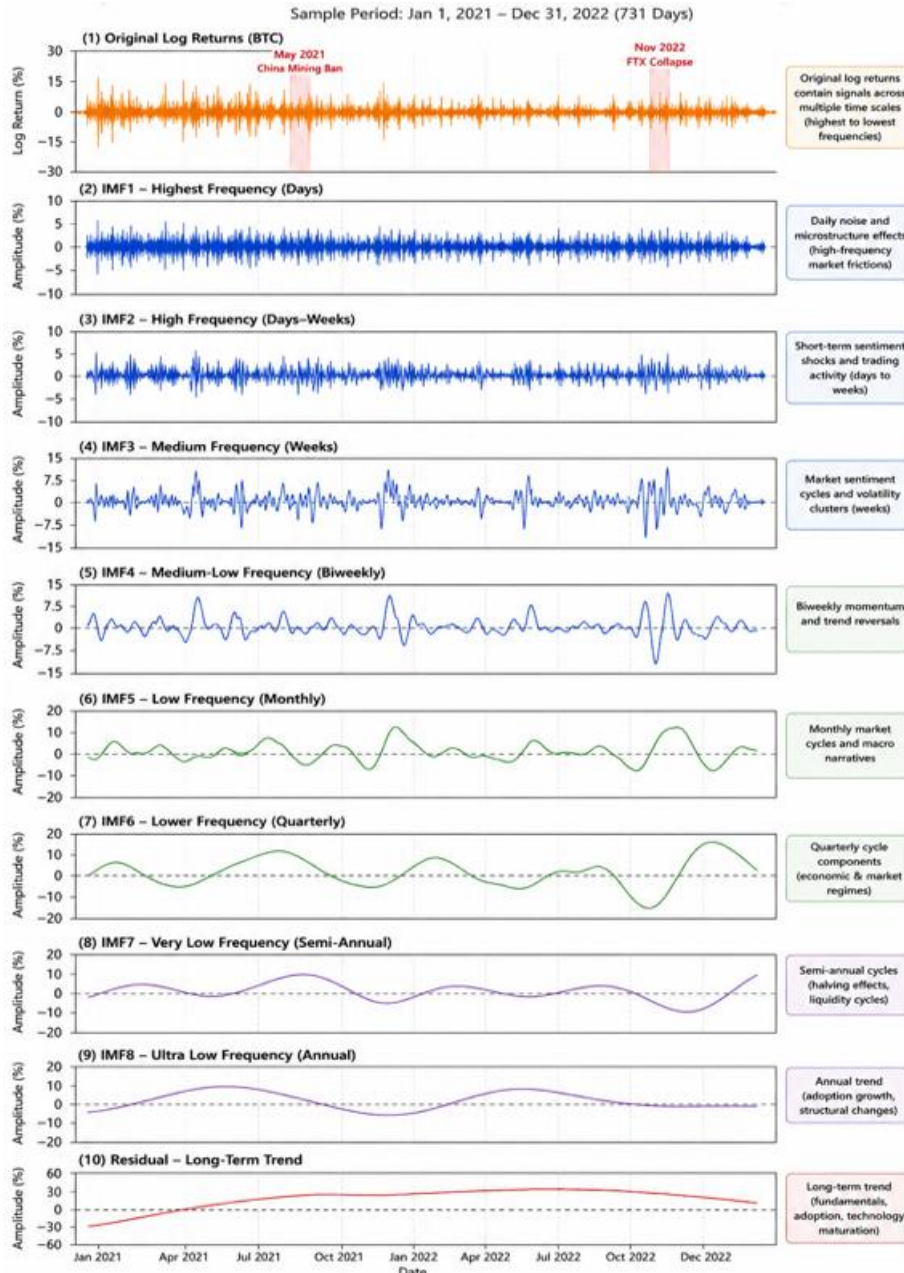 Sample Period: Jan 1, 2021 – Dec 31, 2022 (731 Days)
(1) Original Log Returns (BTC)
Log Return (%)
30
15
0
−15
−30
May 2021
China Mining Ban
Nov 2022
FTX Collapse
Original log returns
contain signals across
multiple time scales
(highest to lowest
frequencies)
(2) IMF1 – Highest Frequency (Days)
Amplitude (%)
10
5
0
−5
−10
Daily noise and
microstructure effects
(high-frequency
market frictions)
(3) IMF2 – High Frequency (Days–Weeks)
Amplitude (%)
10
5
0
−5
−10
Short-term sentiment
shocks and trading
activity (days to
weeks)
(4) IMF3 – Medium Frequency (Weeks)
Amplitude (%)
15
7.5
0
−7.5
−15
Market sentiment
cycles and volatility
clusters (weeks)
(5) IMF4 – Medium-Low Frequency (Biweekly)
Amplitude (%)
15
7.5
0
−7.5
−15
Biweekly momentum
and trend reversals
(6) IMF5 – Low Frequency (Monthly)
Amplitude (%)
20
10
0
−10
−20
Monthly market
cycles and macro
narratives
(7) IMF6 – Lower Frequency (Quarterly)
Amplitude (%)
20
10
0
−10
−20
Quarterly cycle
components
(economic & market
regimes)
(8) IMF7 – Very Low Frequency (Semi-Annual)
Amplitude (%)
20
10
0
−10
−20
Semi-annual cycles
(halving effects,
liquidity cycles)
(9) IMF8 – Ultra Low Frequency (Annual)
Amplitude (%)
20
10
0
−10
−20
Annual trend
(adoption growth,
structural changes)
(10) Residual – Long-Term Trend
Amplitude (%)
60
30
0
−30
−60
Long-term trend
(fundamentals,
adoption, technology
maturation)
Jan 2021 Apr 2021 Jul 2021 Oct 2021 Jan 2022 Apr 2022 Jul 2022 Oct 2022 Dec 2022
Date